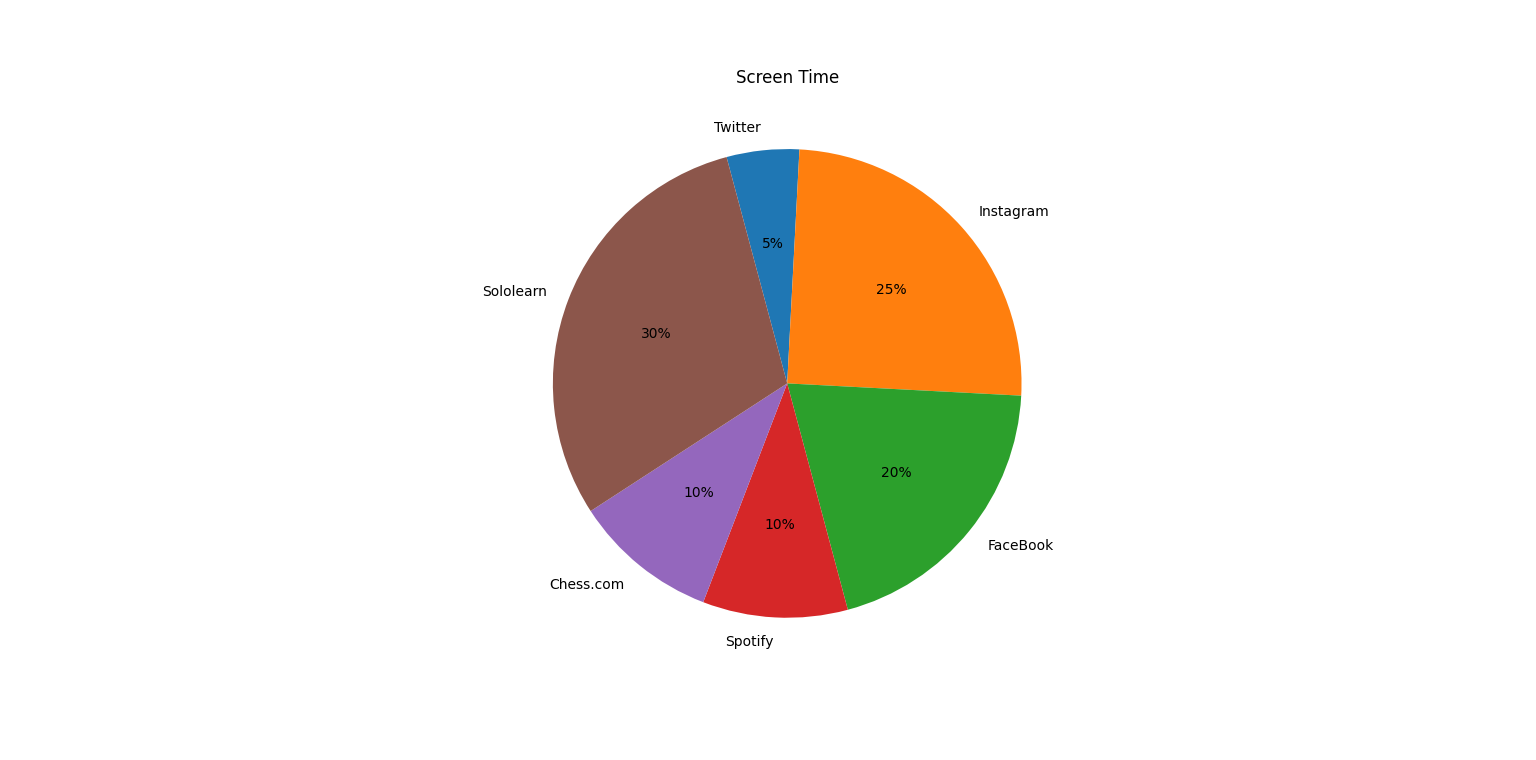 Screen Time
Twitter
5%
Instagram
25%
Sololearn
30%
20%
FaceBook
10%
Chess.com
10%
Spotify